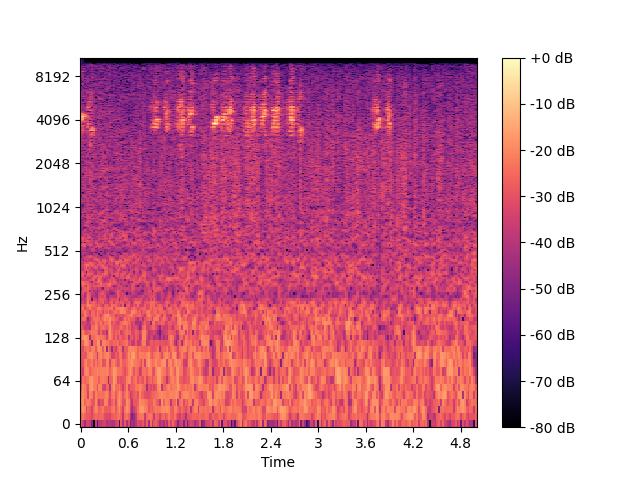 8192
4096
2048
1024
512
256
128
64
0
Hz
0 0.6 1.2 1.8 2.4 3 3.6 4.2 4.8
Time
+0 dB
-10 dB
-20 dB
-30 dB
-40 dB
-50 dB
-60 dB
-70 dB
-80 dB